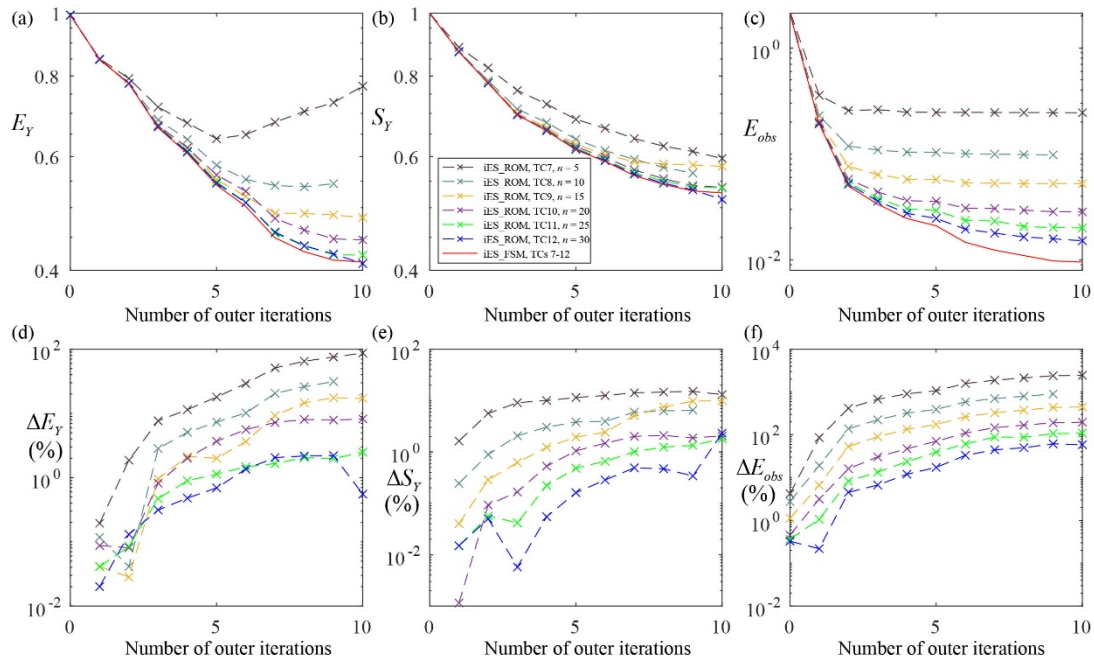 (a)
1
0.8
0.6
0.4
E_Y
0 5 10
Number of outer iterations
(b)
1
0.8
0.6
0.4
S_Y
iES_ROM, TC7, n = 5
iES_ROM, TC8, n = 10
iES_ROM, TC9, n = 15
iES_ROM, TC10, n = 20
iES_ROM, TC11, n = 25
iES_ROM, TC12, n = 30
iES_FSM, TCs 7-12
0 5 10
Number of outer iterations
(c)
10^0
10^-2
E_obs
0 5 10
Number of outer iterations
(d)
10^2
10^0
10^-2
ΔE_Y
(%)
0 5 10
Number of outer iterations
(e)
10^2
10^0
10^-2
ΔS_Y
(%)
0 5 10
Number of outer iterations
(f)
10^4
10^2
10^0
10^-2
ΔE_obs
(%)
0 5 10
Number of outer iterations